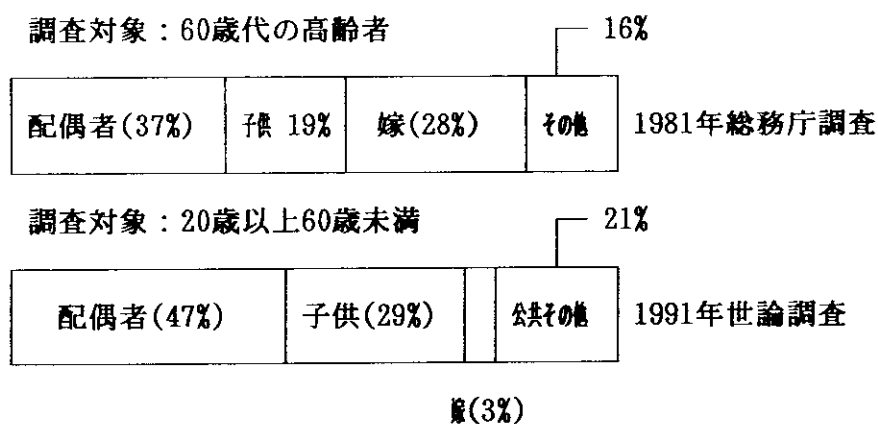 調査対象：60歳代の高齢者
16%
配偶者(37%) 子供 19% 嫁(28%) その他 1981年総務庁調査
調査対象：20歳以上60歳未満
21%
配偶者(47%) 子供(29%) 公共その他 1991年世論調査
嫁(3%)